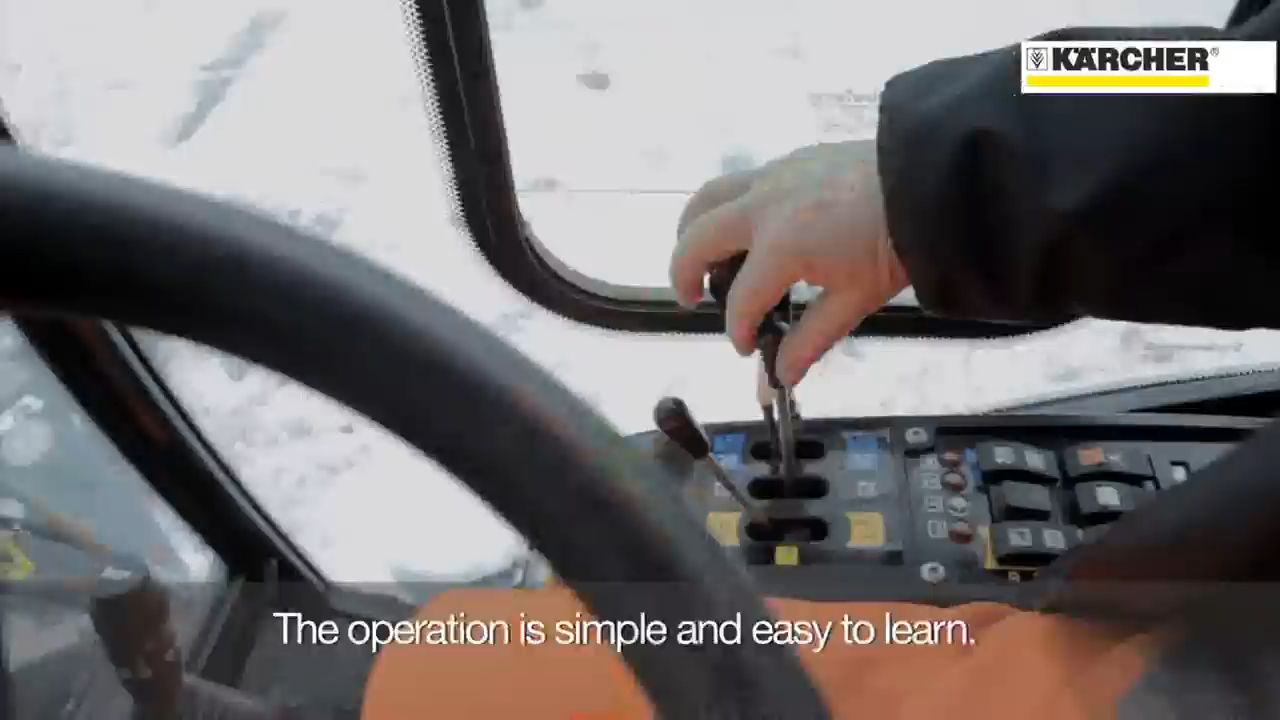 KÄRCHER®
The operation is simple and easy to learn.